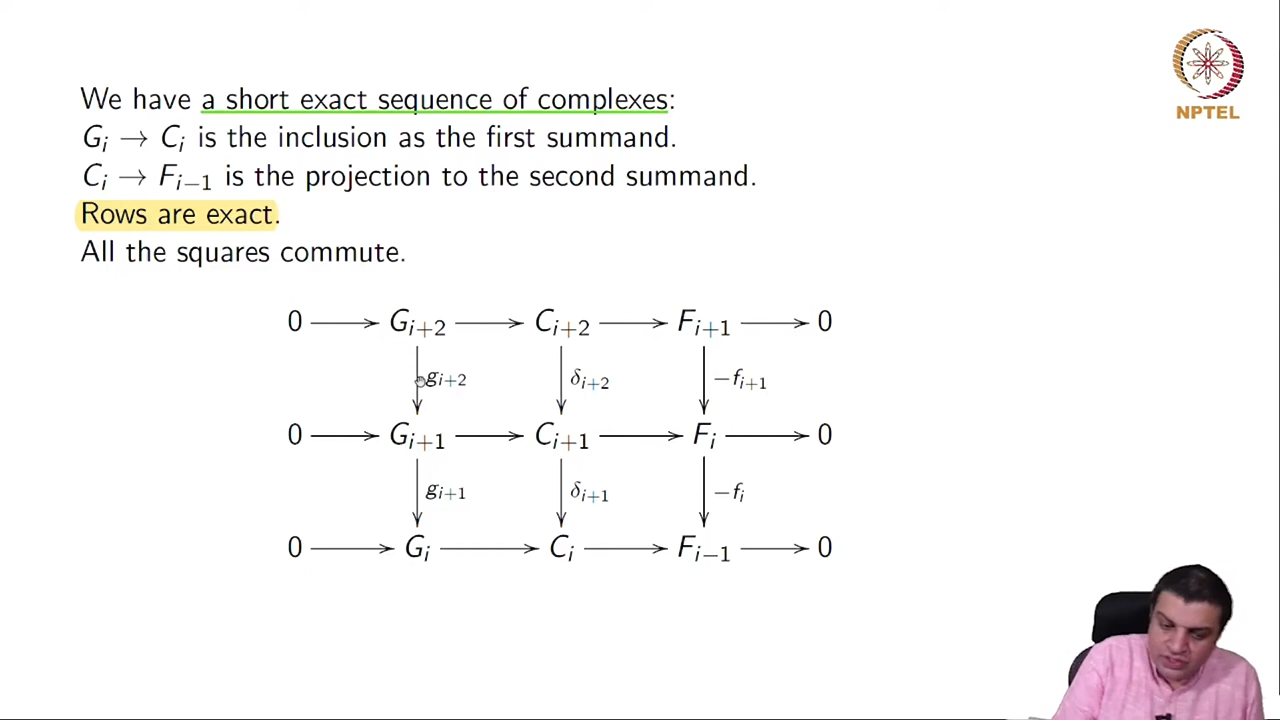 We have a short exact sequence of complexes:
G_i → C_i is the inclusion as the first summand.
C_i → F_{i−1} is the projection to the second summand.
Rows are exact.
All the squares commute.
0 → G_{i+2} → C_{i+2} → F_{i+1} → 0
g_{i+2} δ_{i+2} −f_{i+1}
0 → G_{i+1} → C_{i+1} → F_i → 0
g_{i+1} δ_{i+1} −f_i
0 → G_i → C_i → F_{i−1} → 0
NPTEL